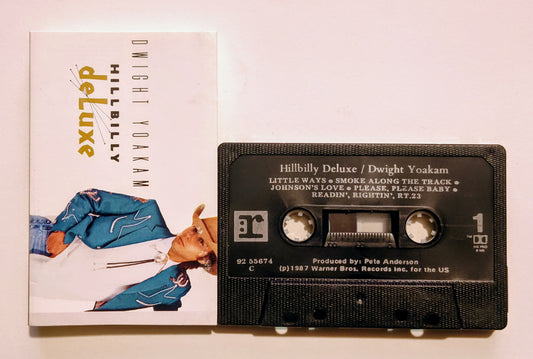 DWIGHT YOAKAM
HILLBILLY
deLuxe
Hillbilly Deluxe / Dwight Yoakam
LITTLE WAYS ● SMOKE ALONG THE TRACK ●
JOHNSON'S LOVE ● PLEASE, PLEASE BABY ●
READIN', RIGHTIN', RT.23
r
1
92 55674
C
Produced by: Pete Anderson
(p)1987 Warner Bros. Records Inc. for the US